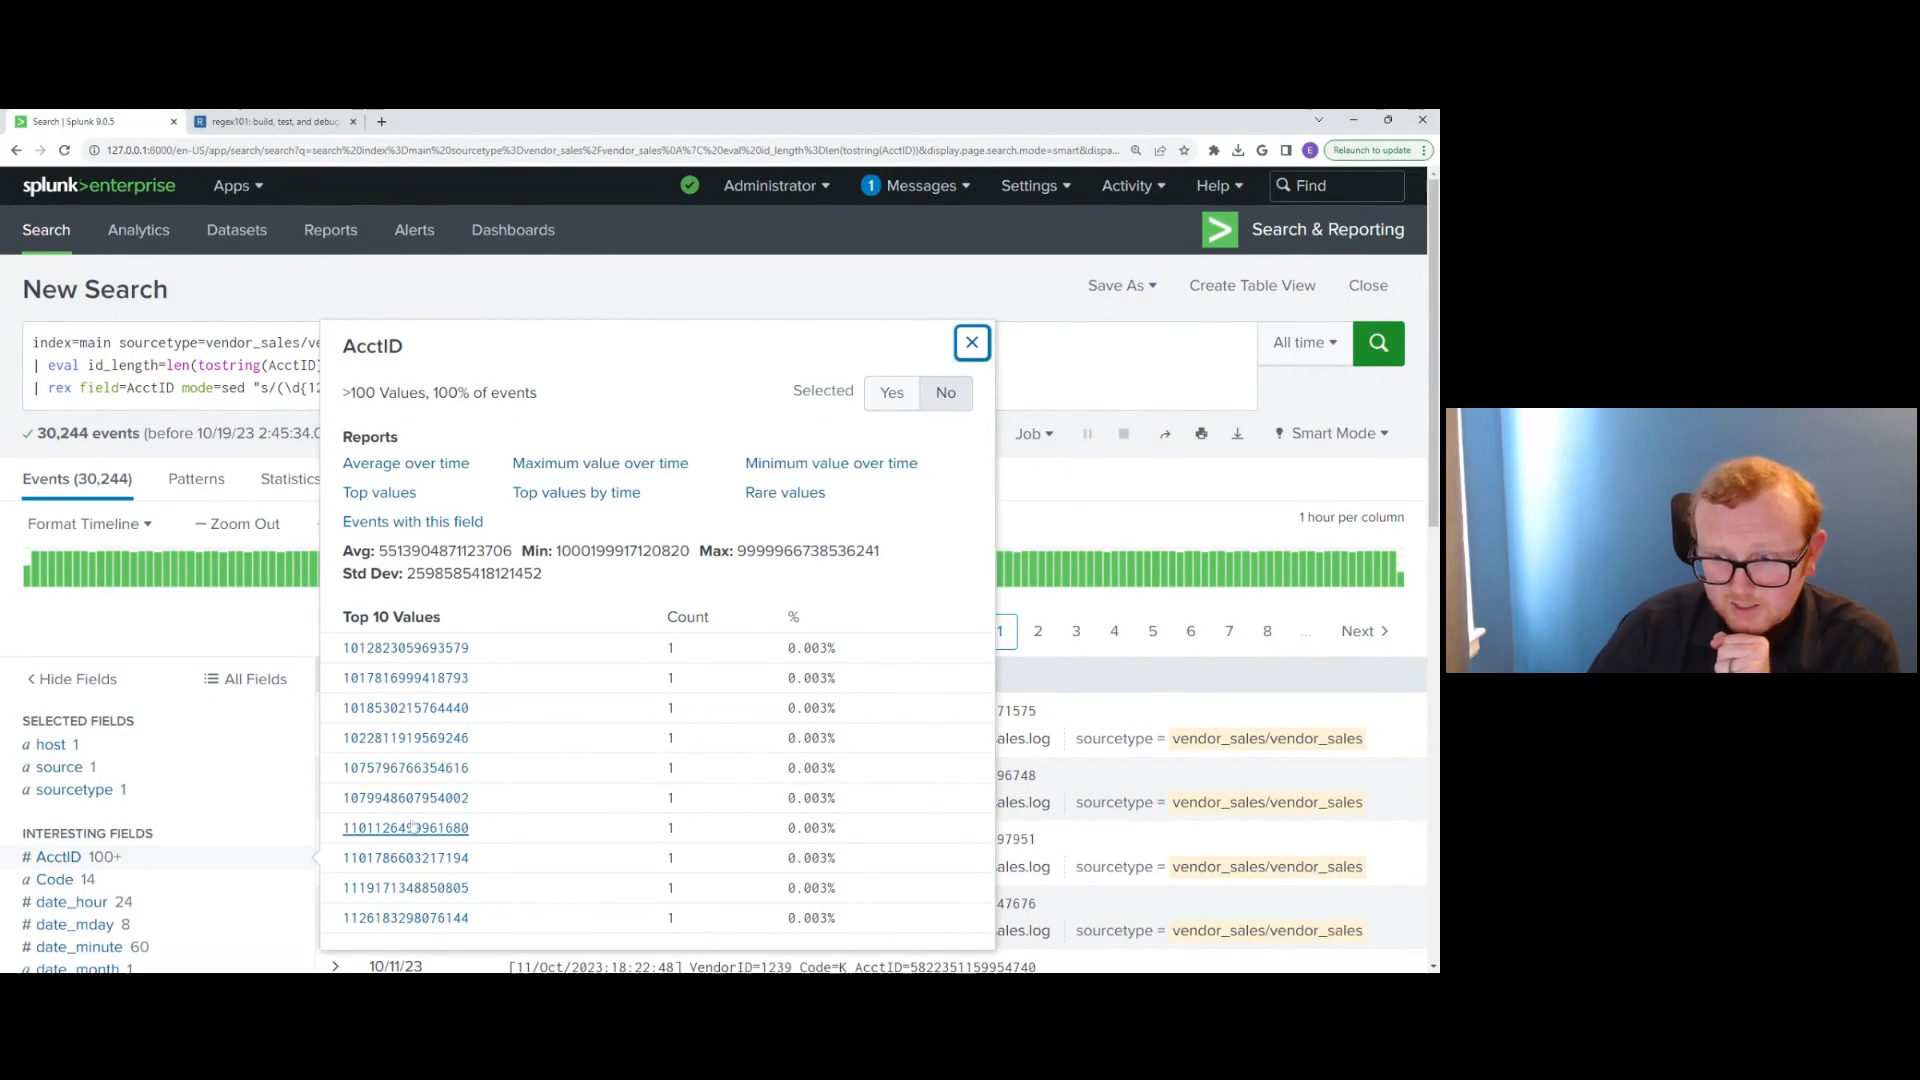 Search | Splunk 9.0.5
regex101: build, test, and debug
127.0.0.1:8000/en-US/app/search/search?q=search%20index%3Dmain%20sourcetype%3Dvendor_sales%2Fvendor_sales%0A%7C%20eval%20id_length%3Dlen(tostring(AcctID))&display.page.search.mode=smart&dispa...
E
Relaunch to update
splunk>enterprise
Apps
Administrator
1 Messages
Settings
Activity
Help
Find
Search
Analytics
Datasets
Reports
Alerts
Dashboards
Search & Reporting
New Search
Save As
Create Table View
Close
index=main sourcetype=vendor_sales/ve
| eval id_length=len(tostring(AcctID)
| rex field=AcctID mode=sed "s/(\d{12
All time
30,244 events (before 10/19/23 2:45:34.0
Job
Smart Mode
Events (30,244)
Patterns
Statistics
Format Timeline
— Zoom Out
1 hour per column
AcctID
>100 Values, 100% of events
Selected
Yes
No
Reports
Average over time
Maximum value over time
Minimum value over time
Top values
Top values by time
Rare values
Events with this field
Avg: 5513904871123706 Min: 1000199917120820 Max: 9999966738536241
Std Dev: 2598585418121452
Top 10 Values Count %
1012823059693579 1 0.003%
1017816999418793 1 0.003%
1018530215764440 1 0.003%
1022811919569246 1 0.003%
1075796766354616 1 0.003%
1079948607954002 1 0.003%
1101126499961680 1 0.003%
1101786603217194 1 0.003%
1119171348850805 1 0.003%
1126183298076144 1 0.003%
1 2 3 4 5 6 7 8 ... Next >
< Hide Fields
All Fields
SELECTED FIELDS
a host 1
a source 1
a sourcetype 1
INTERESTING FIELDS
# AcctID 100+
a Code 14
# date_hour 24
# date_mday 8
# date_minute 60
a date_month 1
71575
ales.log sourcetype = vendor_sales/vendor_sales
96748
ales.log sourcetype = vendor_sales/vendor_sales
97951
ales.log sourcetype = vendor_sales/vendor_sales
47676
ales.log sourcetype = vendor_sales/vendor_sales
> 10/11/23 [11/Oct/2023:18:22:48] VendorID=1239 Code=K AcctID=5822351159954740